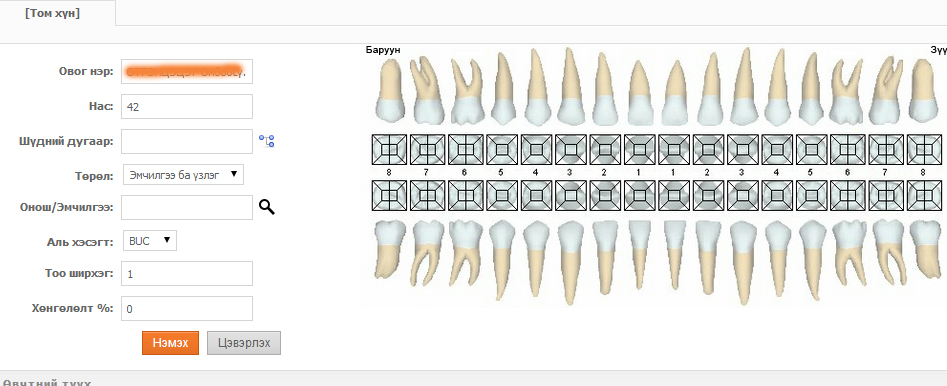 [Том хүн]
Баруун Зүү
Овог нэр:
Нас: 42
Шүдний дугаар:
Төрөл: Эмчилгээ ба үзлэг
8 7 6 5 4 3 2 1 1 2 3 4 5 6 7 8
Онош/Эмчилгээ:
Аль хэсэгт: BUC
Тоо ширхэг: 1
Хөнгөлөлт %: 0
Нэмэх Цэвэрлэх
Өвчтний түүх